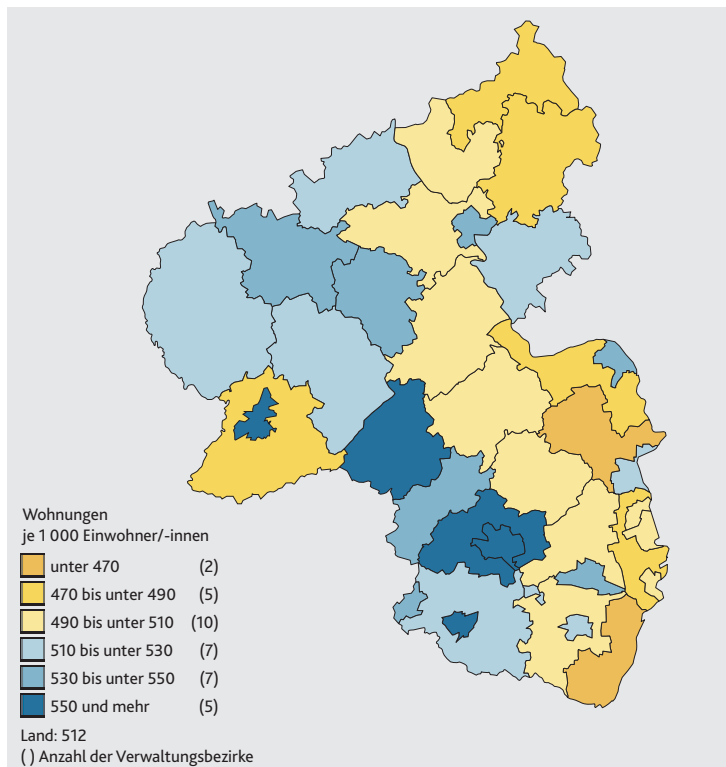 Wohnungen
je 1 000 Einwohner/-innen
unter 470 (2)
470 bis unter 490 (5)
490 bis unter 510 (10)
510 bis unter 530 (7)
530 bis unter 550 (7)
550 und mehr (5)
Land: 512
( ) Anzahl der Verwaltungsbezirke